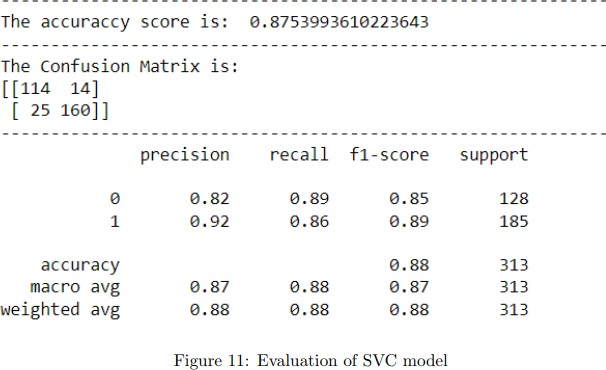 The accuraccy score is:  0.8753993610223643
The Confusion Matrix is:
[[114  14]
 [ 25 160]]
              precision    recall  f1-score   support
           0       0.82      0.89      0.85       128
           1       0.92      0.86      0.89       185
    accuracy                           0.88       313
   macro avg       0.87      0.88      0.87       313
weighted avg       0.88      0.88      0.88       313
Figure 11: Evaluation of SVC model